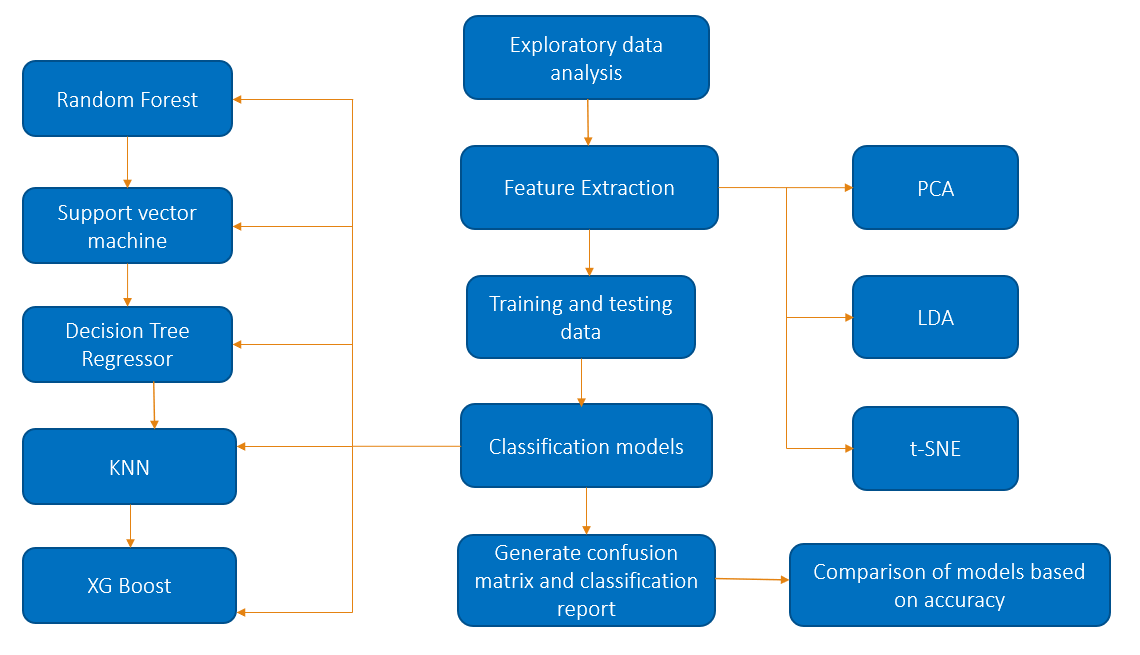 Exploratory data
analysis
Random Forest
Feature Extraction
PCA
Support vector
machine
Training and testing
data
LDA
Decision Tree
Regressor
Classification models
t-SNE
KNN
Generate confusion
matrix and classification
report
Comparison of models based
on accuracy
XG Boost